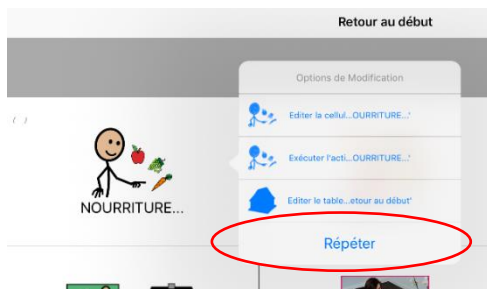 Retour au début
Options de Modification
Editer la cellul...OURRITURE...'
Exécuter l'acti...OURRITURE...'
Editer le table...etour au début'
Répéter
( )
NOURRITURE...